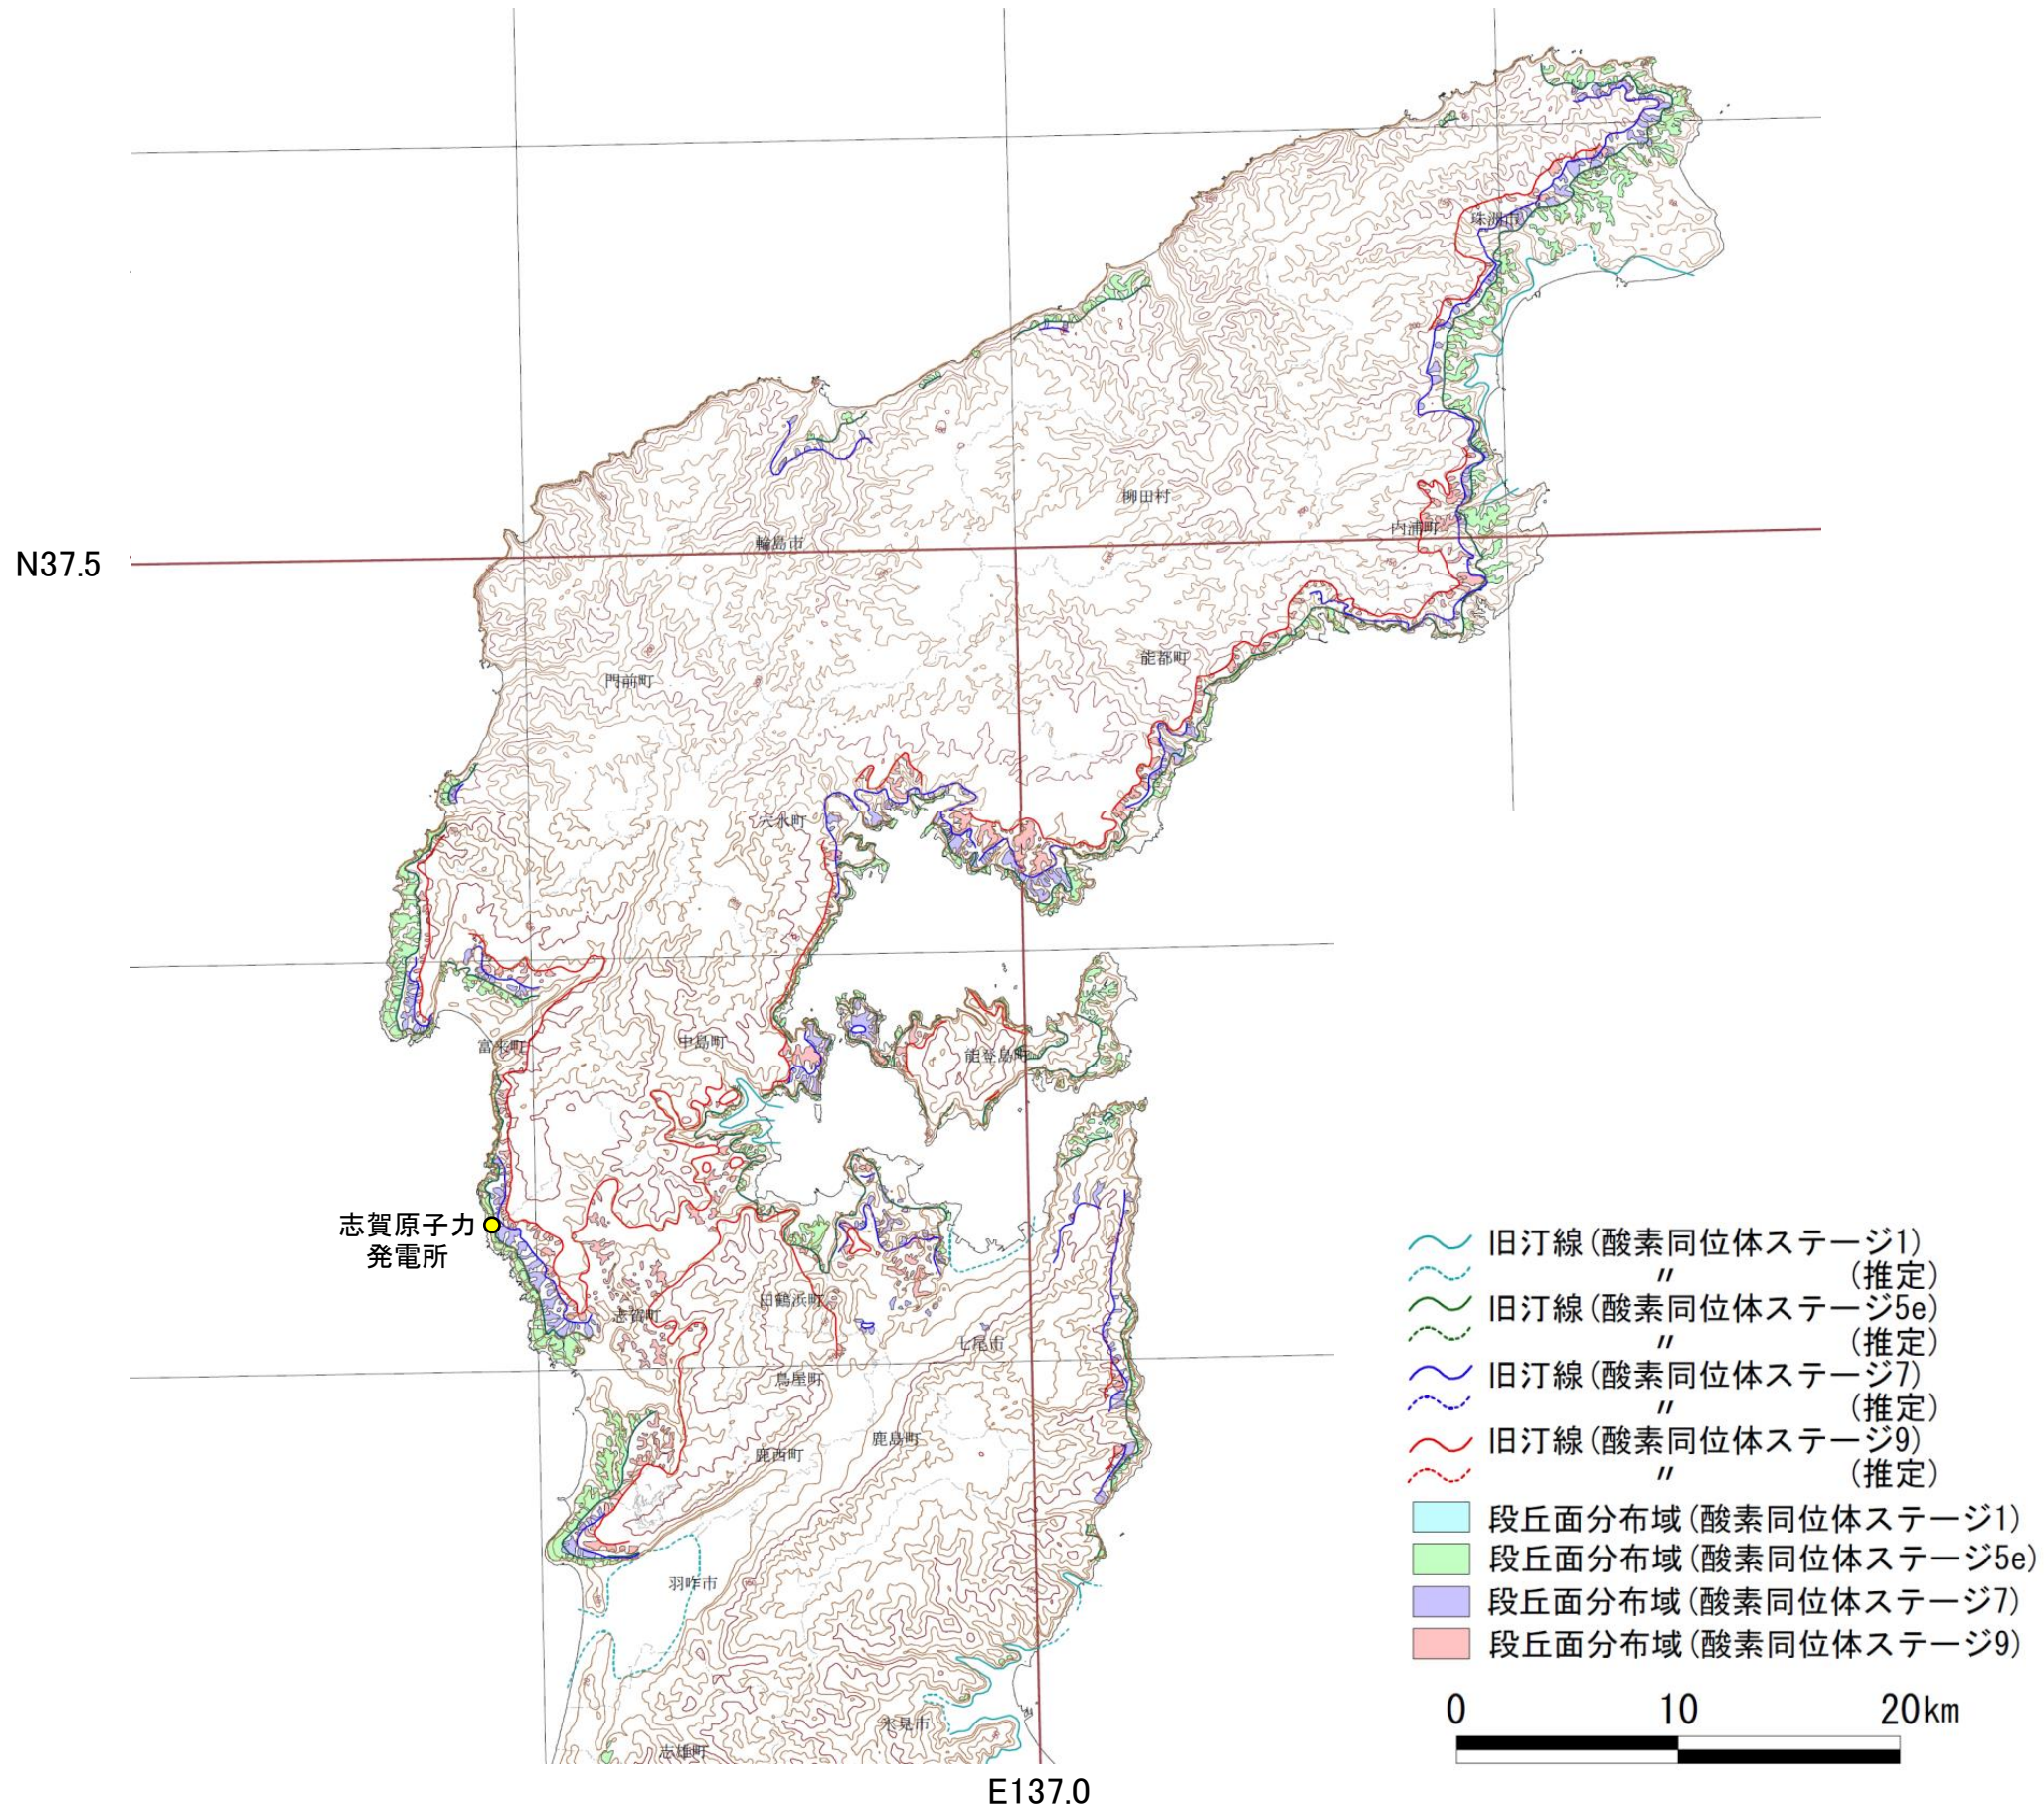 珠洲市
柳田村
内浦町
輪島市
N37.5
能都町
門前町
穴水町
富来町
中島町
能登島町
志賀原子力
発電所
田鶴浜町
志賀町
七尾市
鳥屋町
鹿島町
鹿西町
羽咋市
氷見市
志雄町
E137.0
旧汀線(酸素同位体ステージ1)
〃 (推定)
旧汀線(酸素同位体ステージ5e)
〃 (推定)
旧汀線(酸素同位体ステージ7)
〃 (推定)
旧汀線(酸素同位体ステージ9)
〃 (推定)
段丘面分布域(酸素同位体ステージ1)
段丘面分布域(酸素同位体ステージ5e)
段丘面分布域(酸素同位体ステージ7)
段丘面分布域(酸素同位体ステージ9)
0 10 20km